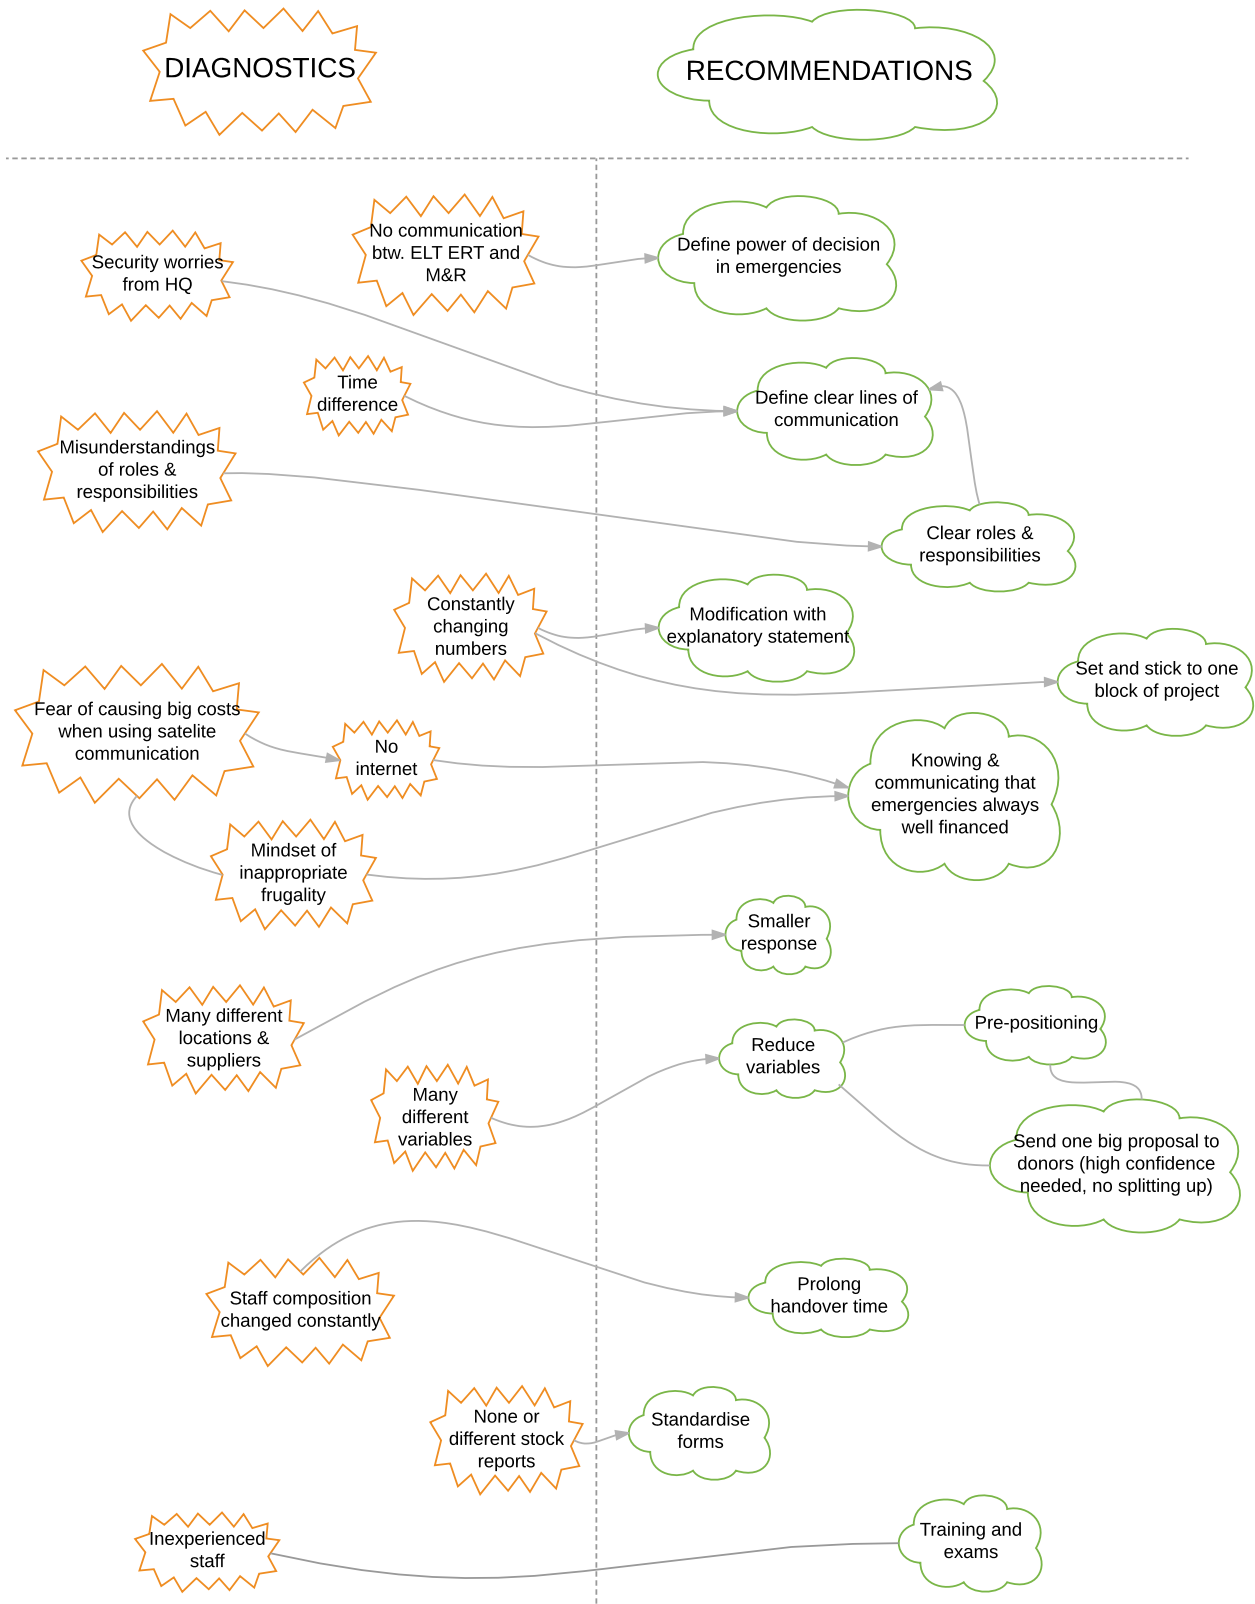 DIAGNOSTICS
RECOMMENDATIONS
No communication
btw. ELT ERT and
M&R
Define power of decision
in emergencies
Security worries
from HQ
Time
difference
Define clear lines of
communication
Misunderstandings
of roles &
responsibilities
Clear roles &
responsibilities
Constantly
changing
numbers
Modification with
explanatory statement
Set and stick to one
block of project
Fear of causing big costs
when using satelite
communication
No
internet
Knowing &
communicating that
emergencies always
well financed
Mindset of
inappropriate
frugality
Smaller
response
Many different
locations &
suppliers
Reduce
variables
Pre-positioning
Many
different
variables
Send one big proposal to
donors (high confidence
needed, no splitting up)
Staff composition
changed constantly
Prolong
handover time
None or
different stock
reports
Standardise
forms
Inexperienced
staff
Training and
exams